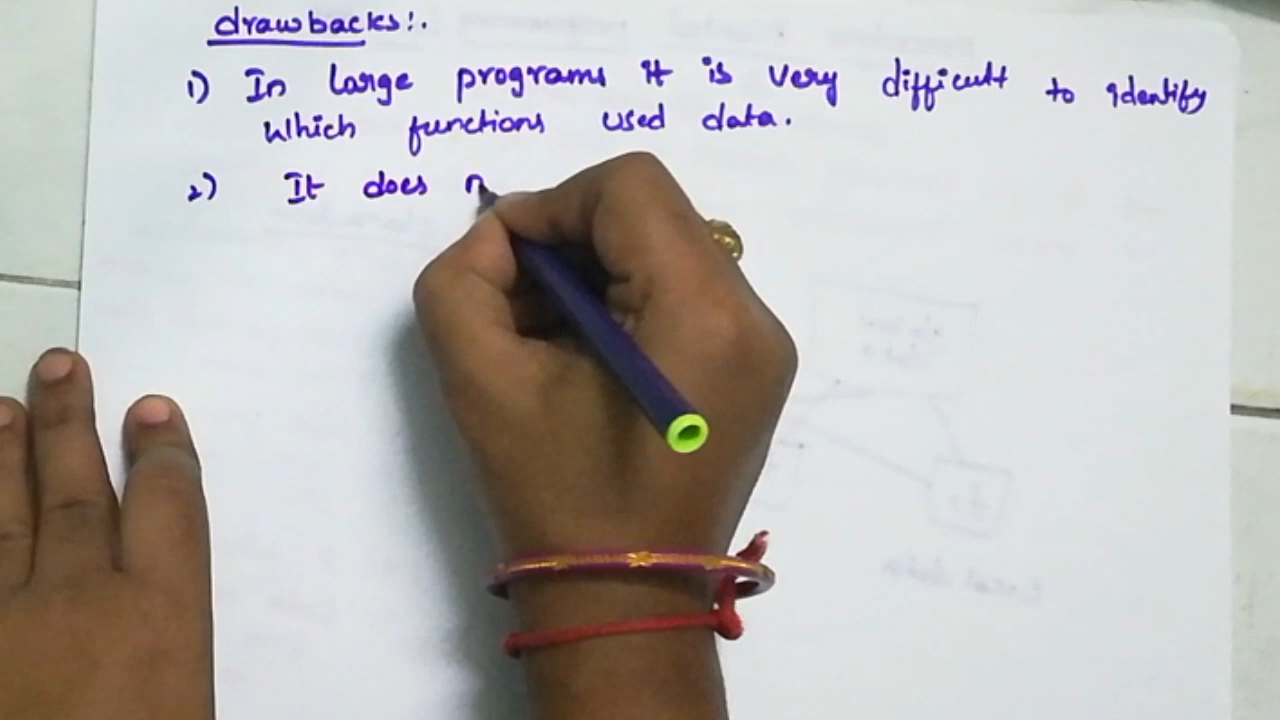 drawbacks:.
1) In large programs it is very difficult to identify
which functions used data.
2) It does n